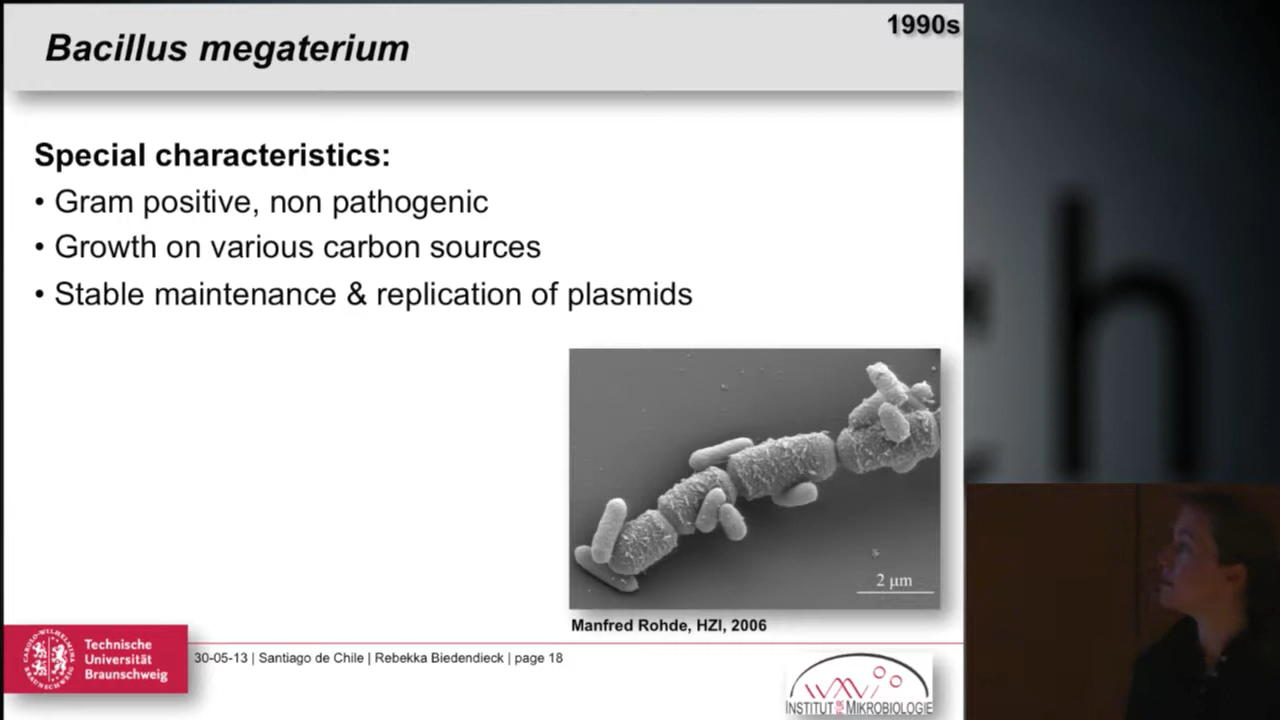 1990s
Bacillus megaterium
Special characteristics:
• Gram positive, non pathogenic
• Growth on various carbon sources
• Stable maintenance & replication of plasmids
2 µm
Manfred Rohde, HZI, 2006
Technische
Universität
Braunschweig
30-05-13 | Santiago de Chile | Rebekka Biedendieck | page 18
INSTITUT FÜR MIKROBIOLOGIE
h